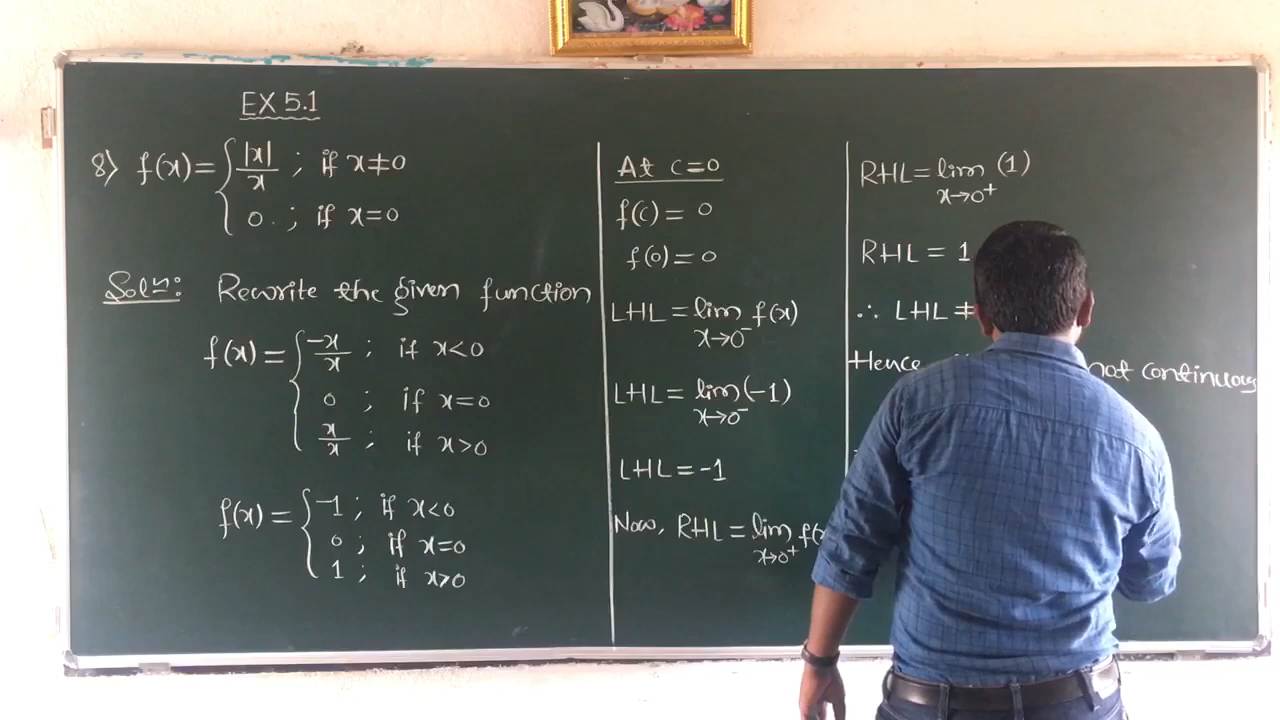 EX 5.1
8) f(x) = { |x|/x ; if x≠0
0 ; if x=0
Soln: Rewrite the given function
f(x) = { -x/x ; if x<0
0 ; if x=0
x/x ; if x>0
f(x) = { -1 ; if x<0
0 ; if x=0
1 ; if x>0
At c=0
f(c) = 0
f(0) = 0
LHL = lim x→0⁻ f(x)
LHL = lim x→0⁻ (-1)
LHL = -1
Now, RHL = lim x→0⁺ f(x
RHL = lim x→0⁺ (1)
RHL = 1
∴ LHL ≠
Hence not continuous